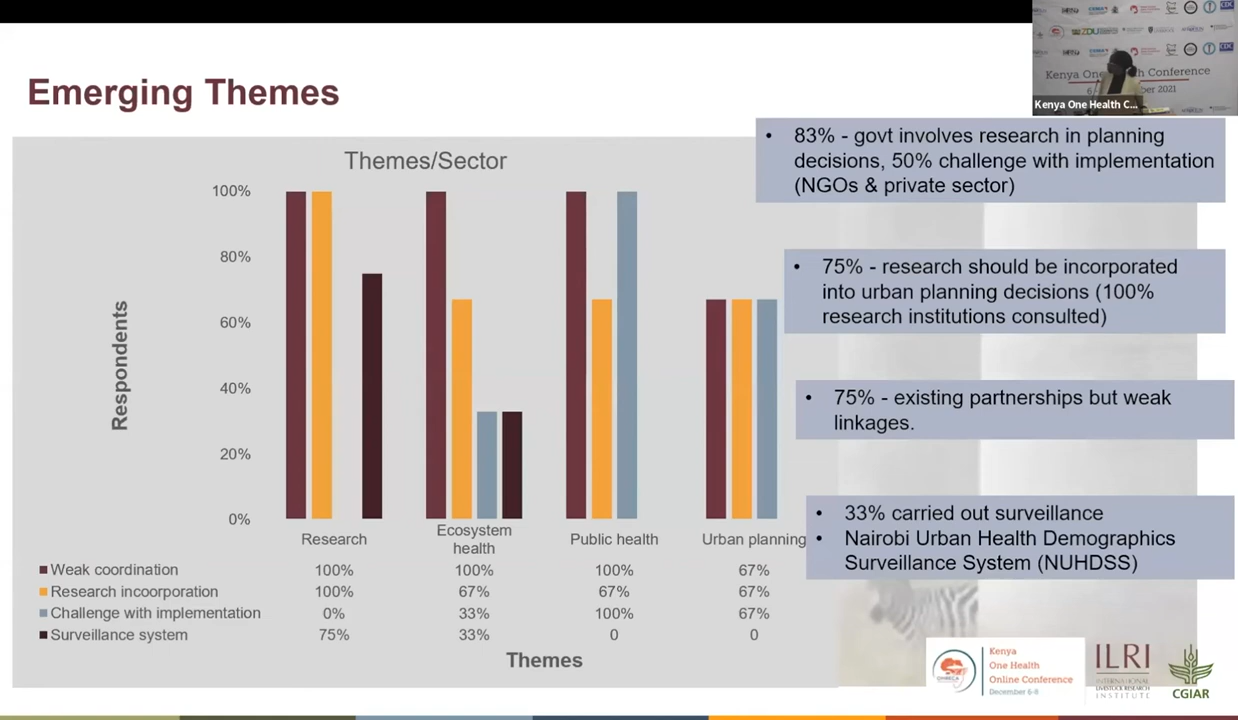 Emerging Themes
Kenya One Health C...
Themes/Sector
100%
80%
60%
40%
20%
0%
Respondents
Research
Ecosystem
health
Public health
Urban planning
Weak coordination 100% 100% 100% 67%
Research incoorporation 100% 67% 67% 67%
Challenge with implementation 0% 33% 100% 67%
Surveillance system 75% 33% 0 0
Themes
• 83% - govt involves research in planning
decisions, 50% challenge with implementation
(NGOs & private sector)
• 75% - research should be incorporated
into urban planning decisions (100%
research institutions consulted)
• 75% - existing partnerships but weak
linkages.
• 33% carried out surveillance
• Nairobi Urban Health Demographics
Surveillance System (NUHDSS)
Kenya
One Health
Online Conference
December 6-8
ILRI
INTERNATIONAL
LIVESTOCK RESEARCH
INSTITUTE
CGIAR